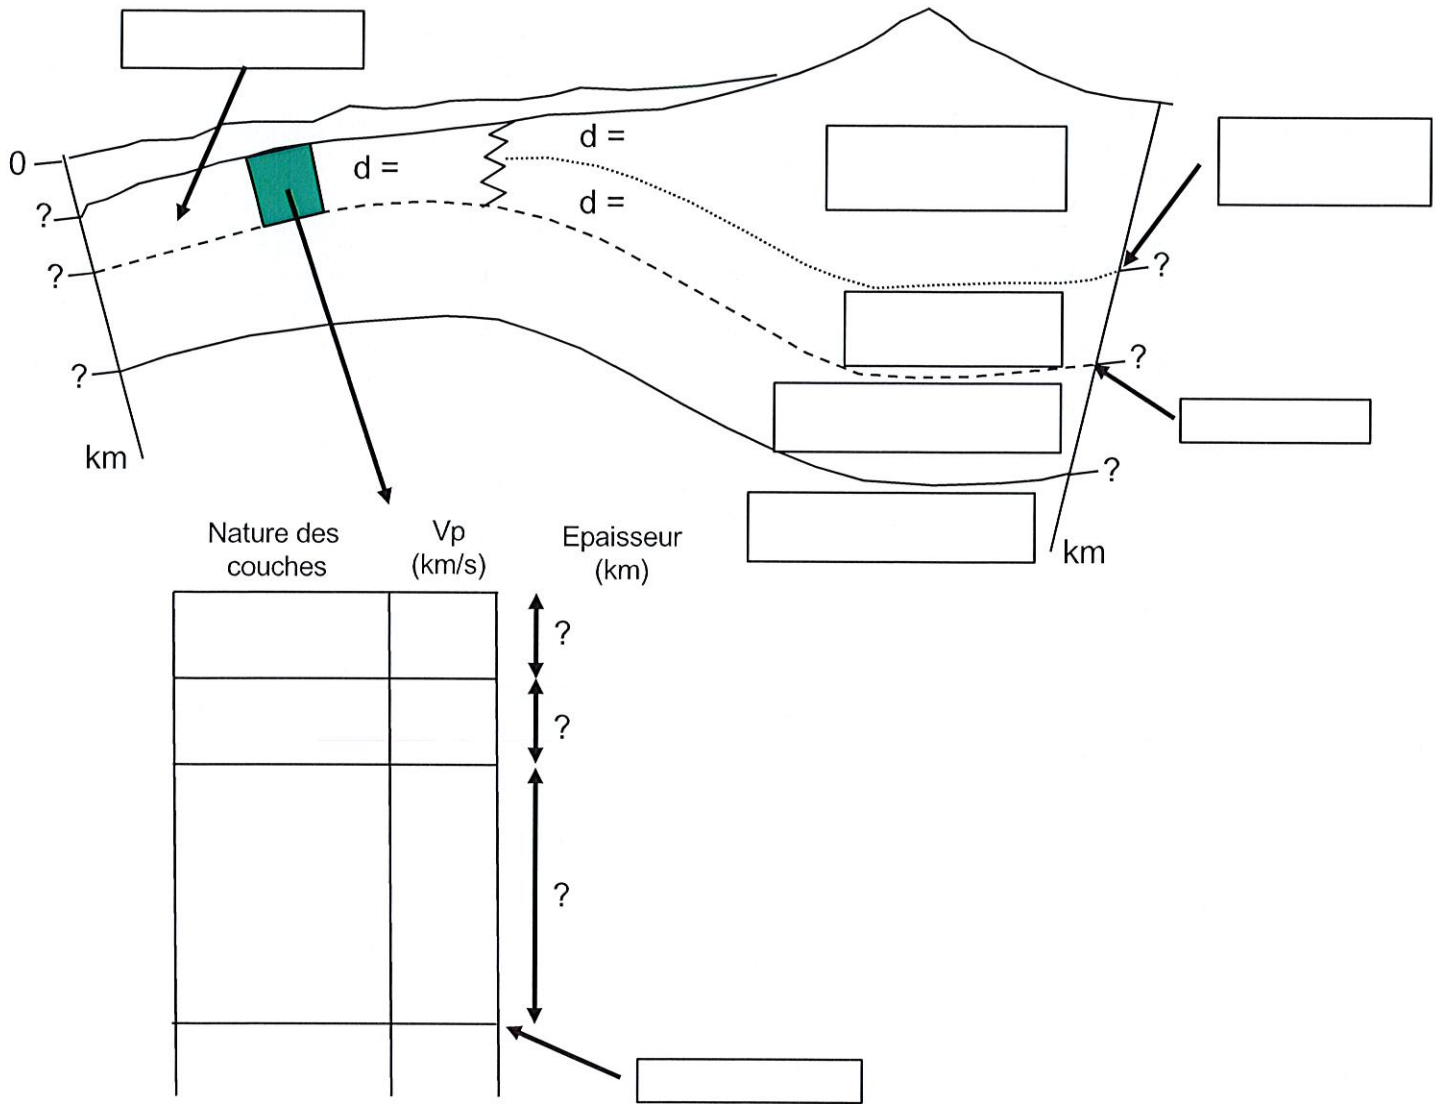 0
?
?
?
km
d =
d =
d =
?
?
?
km
Nature des
couches
Vp
(km/s)
Epaisseur
(km)
?
?
?